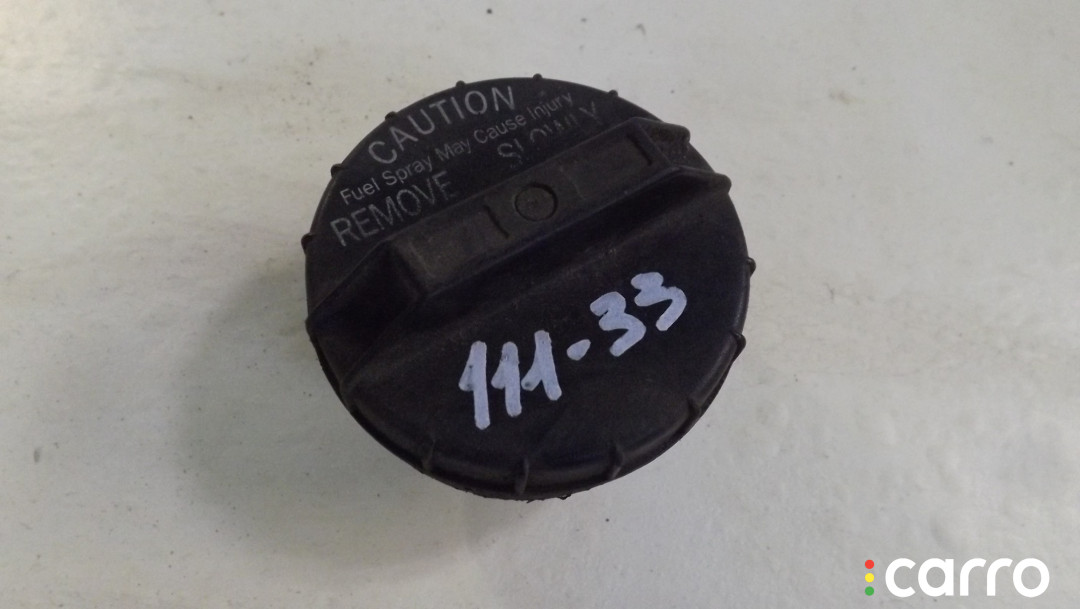 CAUTION
Fuel Spray May Cause Injury
REMOVE SLOWLY
111-33
carro